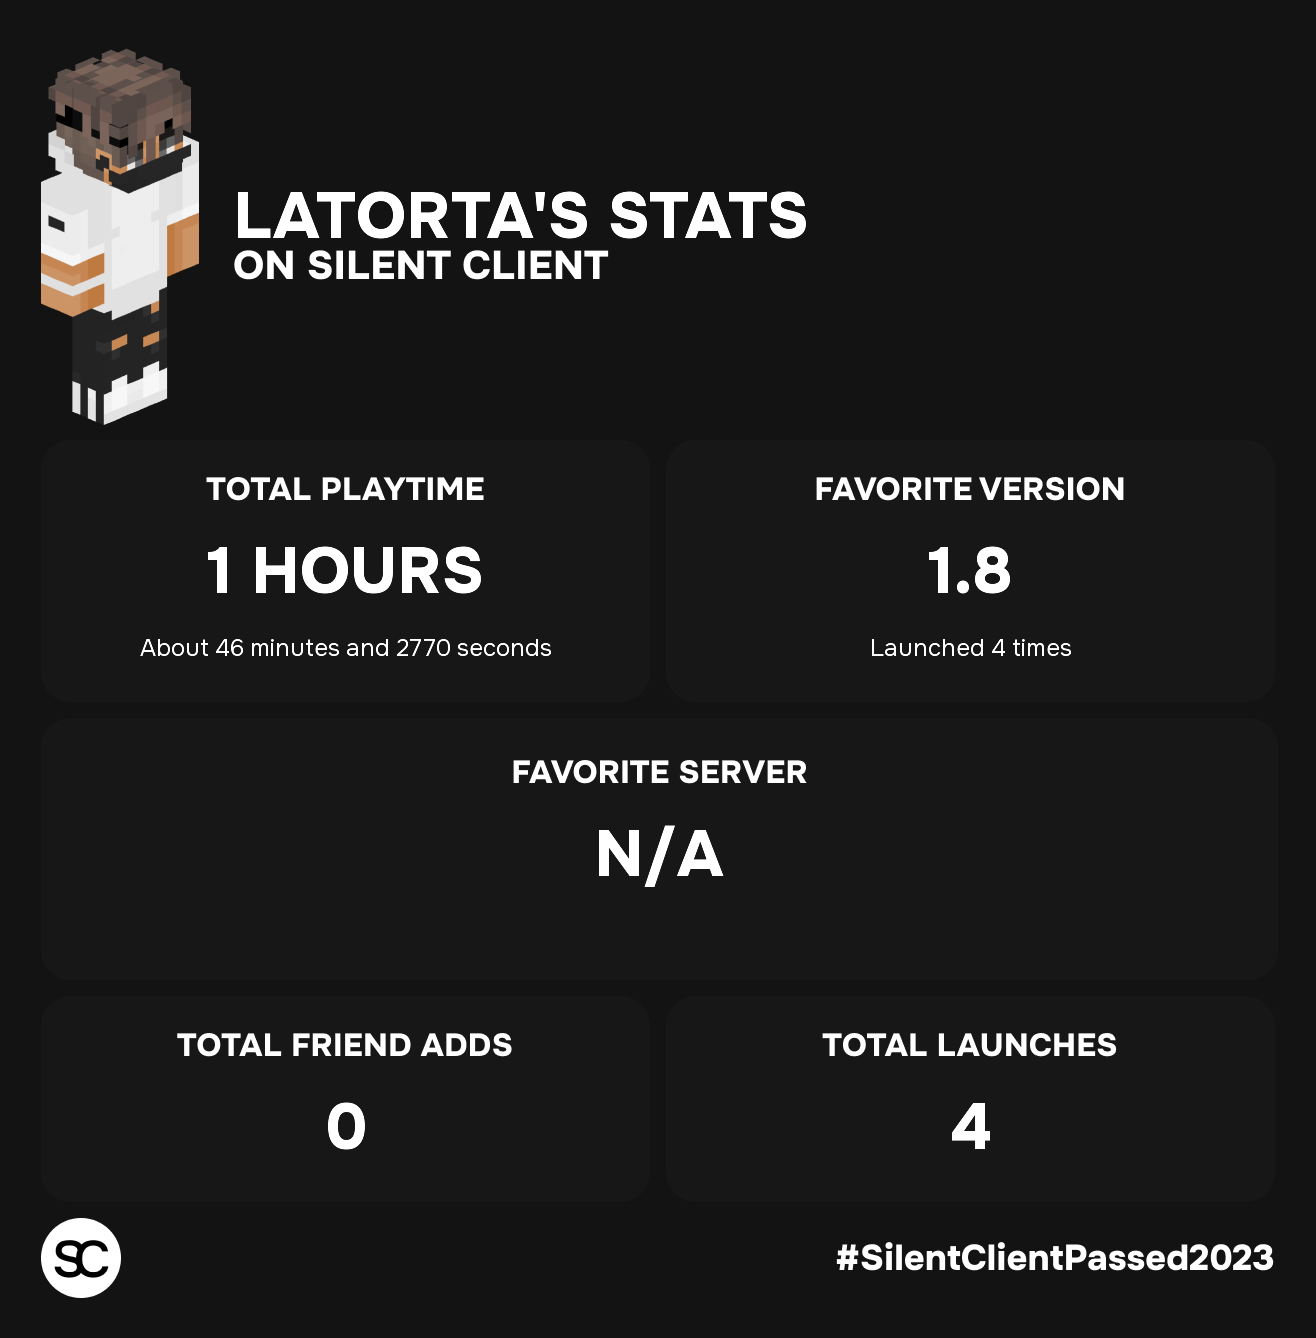 LATORTA'S STATS
ON SILENT CLIENT
TOTAL PLAYTIME
1 HOURS
About 46 minutes and 2770 seconds
FAVORITE VERSION
1.8
Launched 4 times
FAVORITE SERVER
N/A
TOTAL FRIEND ADDS
0
TOTAL LAUNCHES
4
SC
#SilentClientPassed2023